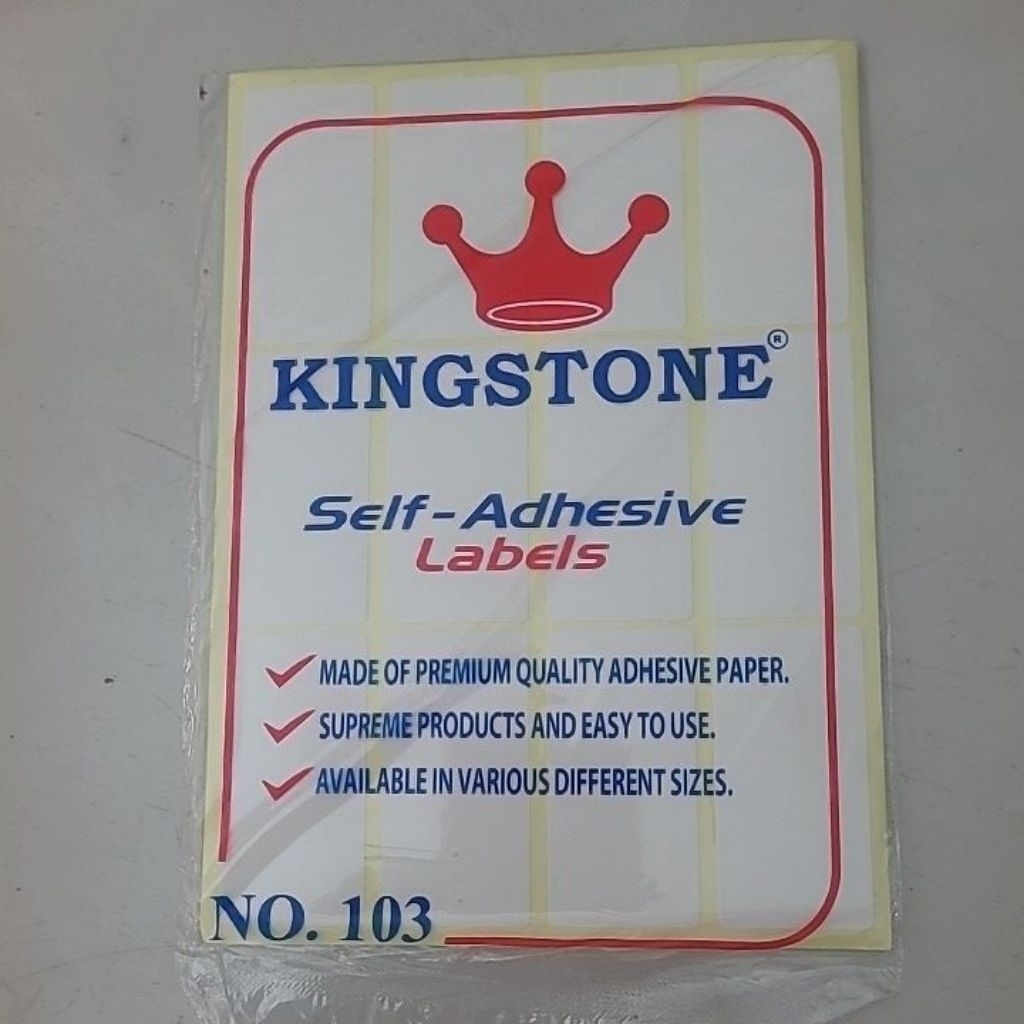 KINGSTONE®
Self-Adhesive
Labels
MADE OF PREMIUM QUALITY ADHESIVE PAPER.
SUPREME PRODUCTS AND EASY TO USE.
AVAILABLE IN VARIOUS DIFFERENT SIZES.
NO. 103